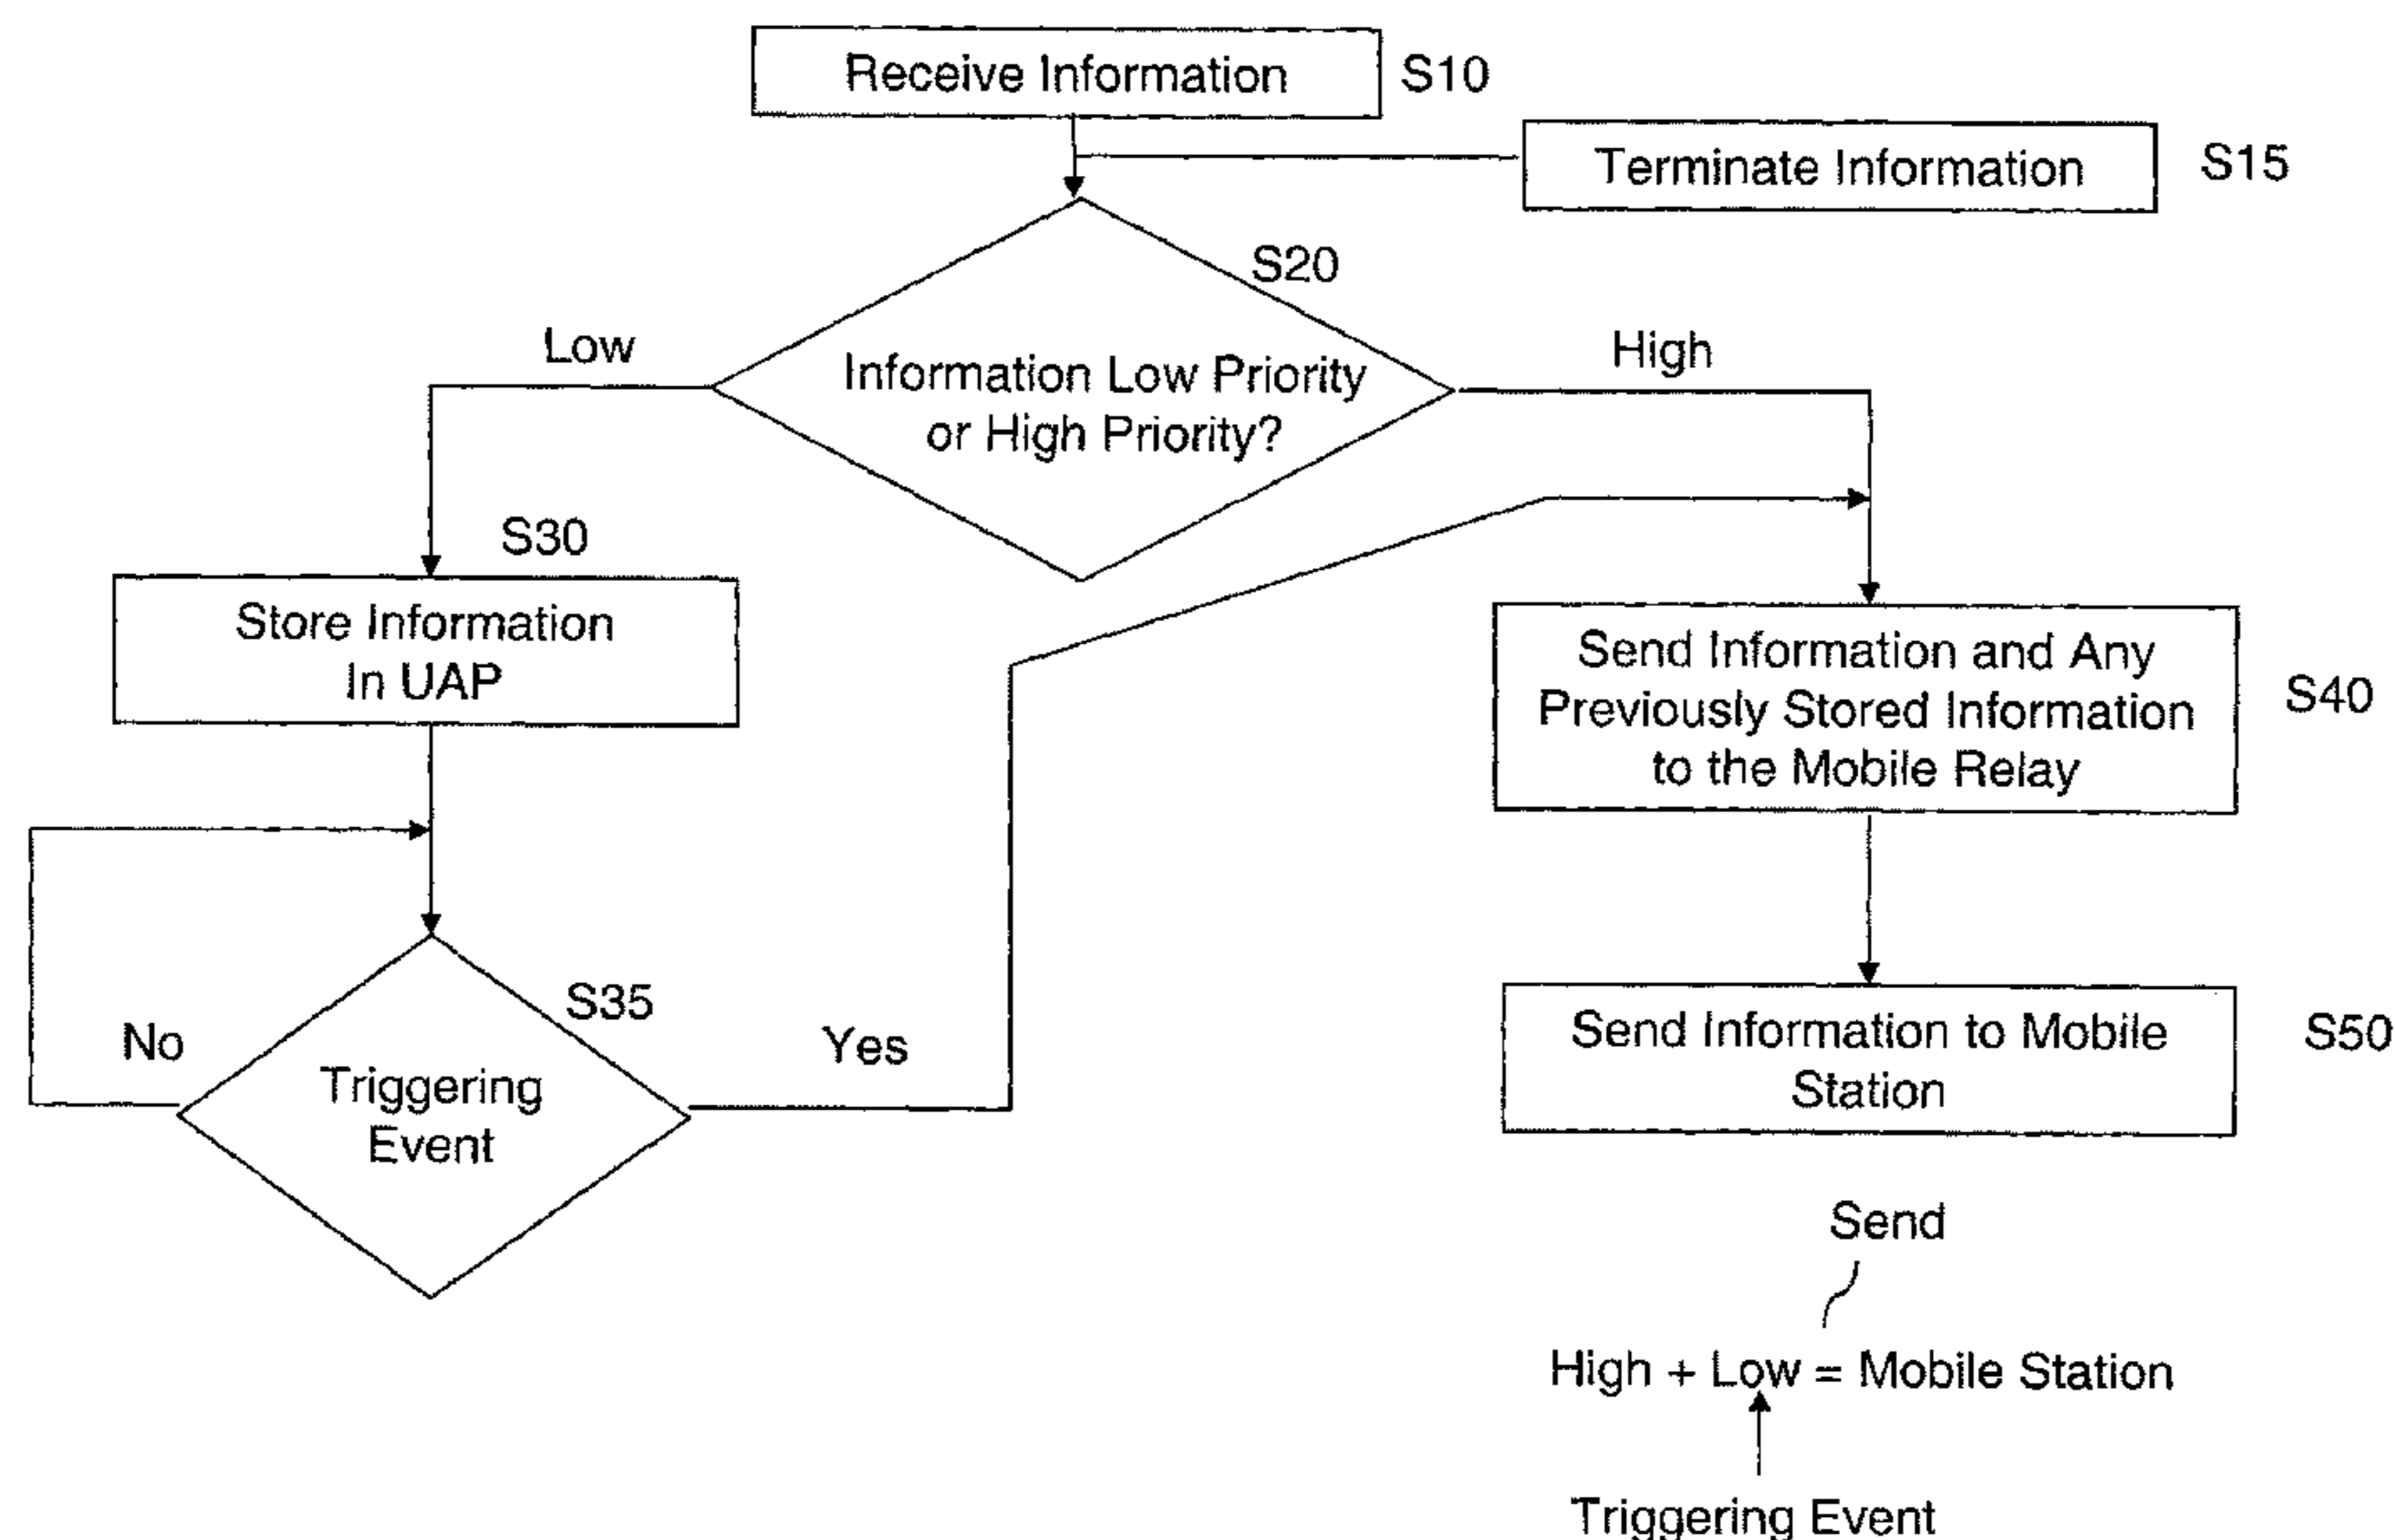 Receive Information
S10
Terminate Information
S15
S20
Low
High
Information Low Priority
or High Priority?
S30
Store Information
In UAP
Send Information and Any
Previously Stored Information
to the Mobile Relay
S40
S35
No
Yes
Triggering
Event
Send Information to Mobile
Station
S50
Send
High + Low = Mobile Station
Triggering Event